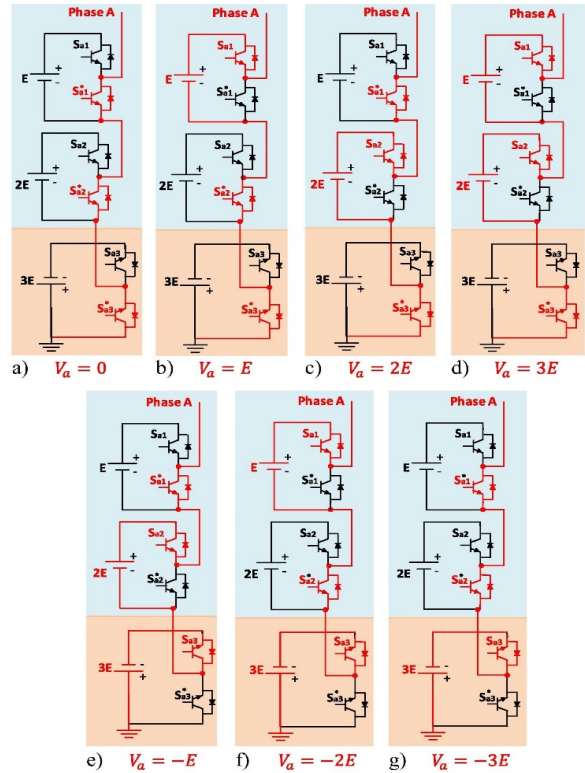 Phase A
Sa1
E
+
-
S*a1
Sa2
2E
+
-
S*a2
Sa3
3E
-
+
S*a3
a) Va = 0
Phase A
Sa1
E
+
-
S*a1
Sa2
2E
+
-
S*a2
Sa3
3E
-
+
S*a3
b) Va = E
Phase A
Sa1
E
+
-
S*a1
Sa2
2E
+
-
S*a2
Sa3
3E
-
+
S*a3
c) Va = 2E
Phase A
Sa1
E
+
-
S*a1
Sa2
2E
+
-
S*a2
Sa3
3E
-
+
S*a3
d) Va = 3E
Phase A
Sa1
E
+
-
S*a1
Sa2
2E
+
-
S*a2
Sa3
3E
-
+
S*a3
e) Va = −E
Phase A
Sa1
E
+
-
S*a1
Sa2
2E
+
-
S*a2
Sa3
3E
-
+
S*a3
f) Va = −2E
Phase A
Sa1
E
+
-
S*a1
Sa2
2E
+
-
S*a2
Sa3
3E
-
+
S*a3
g) Va = −3E